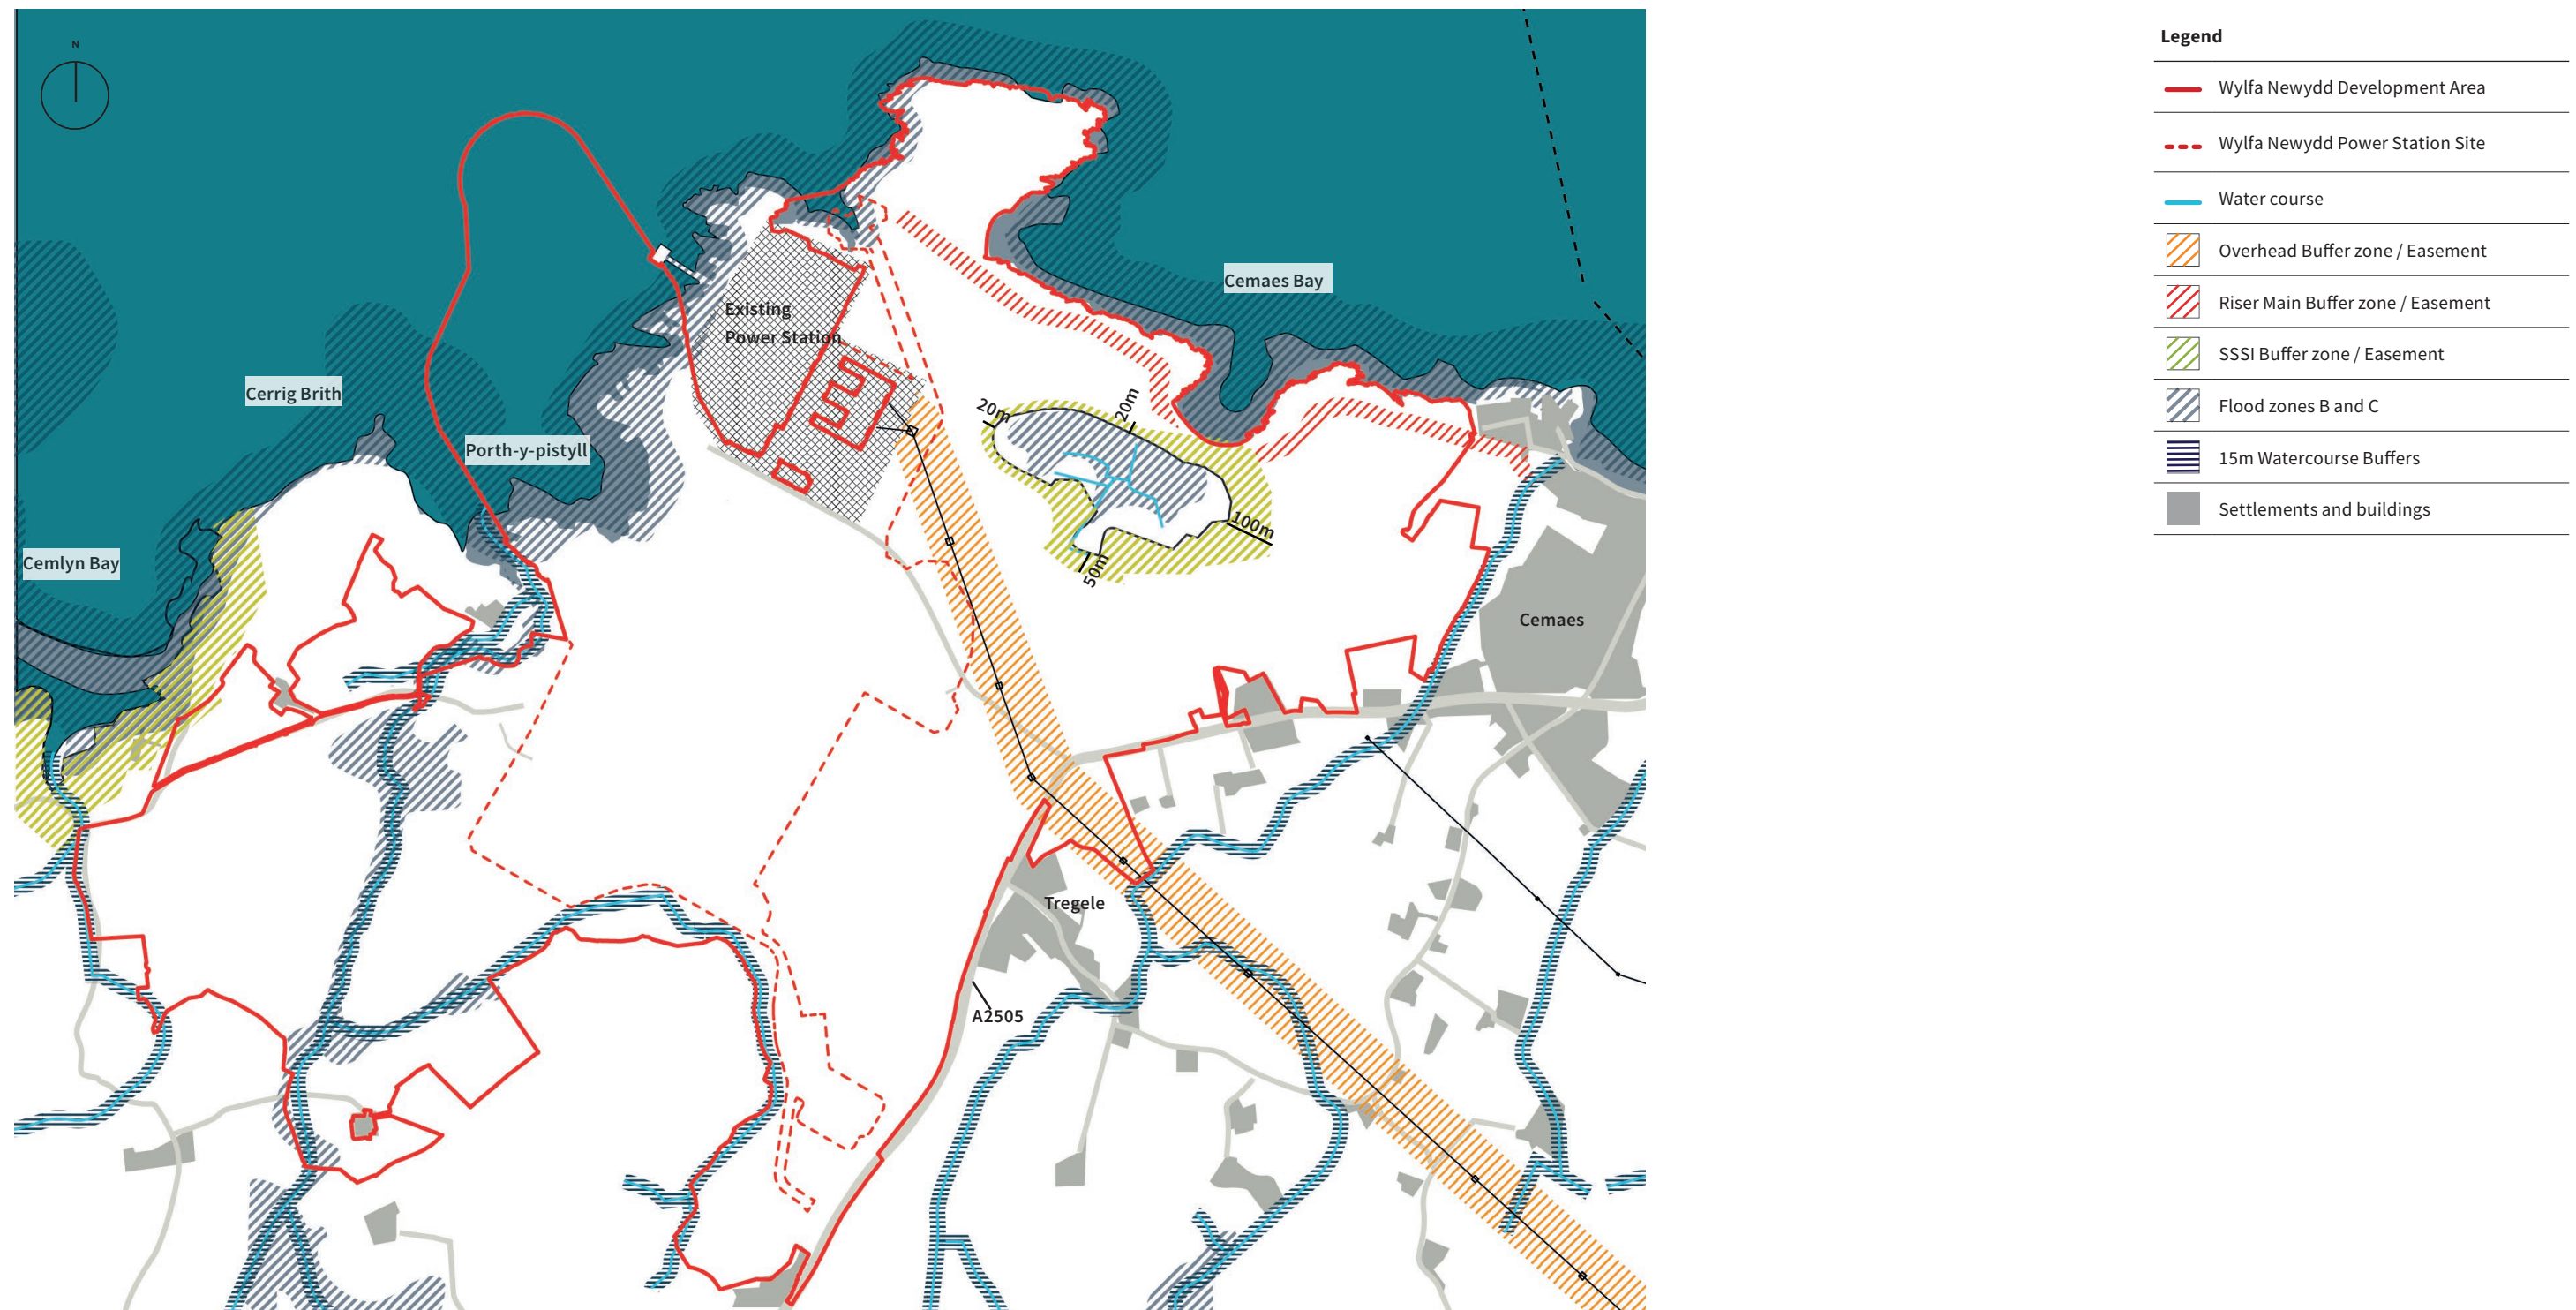 N
Cemaes Bay
Existing
Power Station
Cerrig Brith
20m
20m
Porth-y-pistyll
100m
Cemlyn Bay
50m
Cemaes
Tregele
A2505
Legend
Wylfa Newydd Development Area
Wylfa Newydd Power Station Site
Water course
Overhead Buffer zone / Easement
Riser Main Buffer zone / Easement
SSSI Buffer zone / Easement
Flood zones B and C
15m Watercourse Buffers
Settlements and buildings